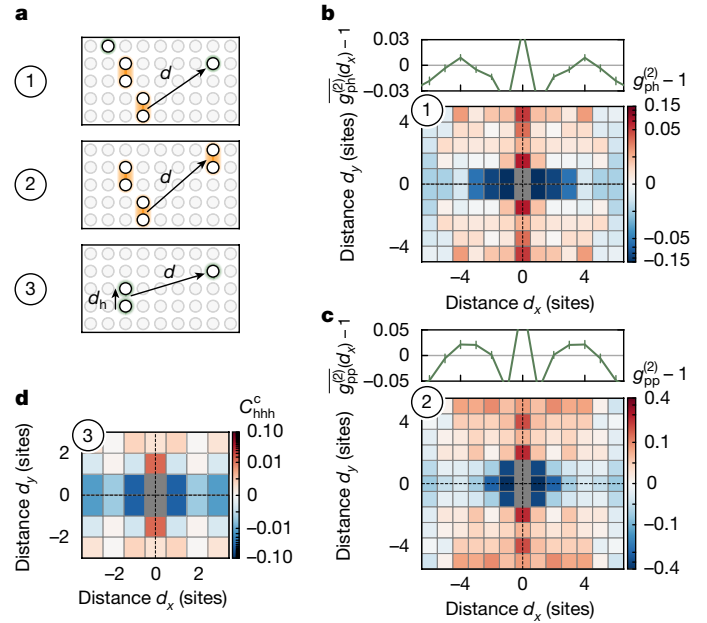 a
1
d
2
d
3
d
dh
b
g(2)ph(dx) − 1
0.03
0
−0.03
g(2)ph − 1
1
Distance dy (sites)
4
0
−4
−4
0
4
Distance dx (sites)
0.15
0.05
0
−0.05
−0.15
c
g(2)pp(dx) − 1
0.05
0
−0.05
g(2)pp − 1
2
Distance dy (sites)
4
0
−4
−4
0
4
Distance dx (sites)
0.4
0.1
0
−0.1
−0.4
d
3
Cchhh
Distance dy (sites)
2
0
−2
−2
0
2
Distance dx (sites)
0.10
0.01
0
−0.01
−0.10